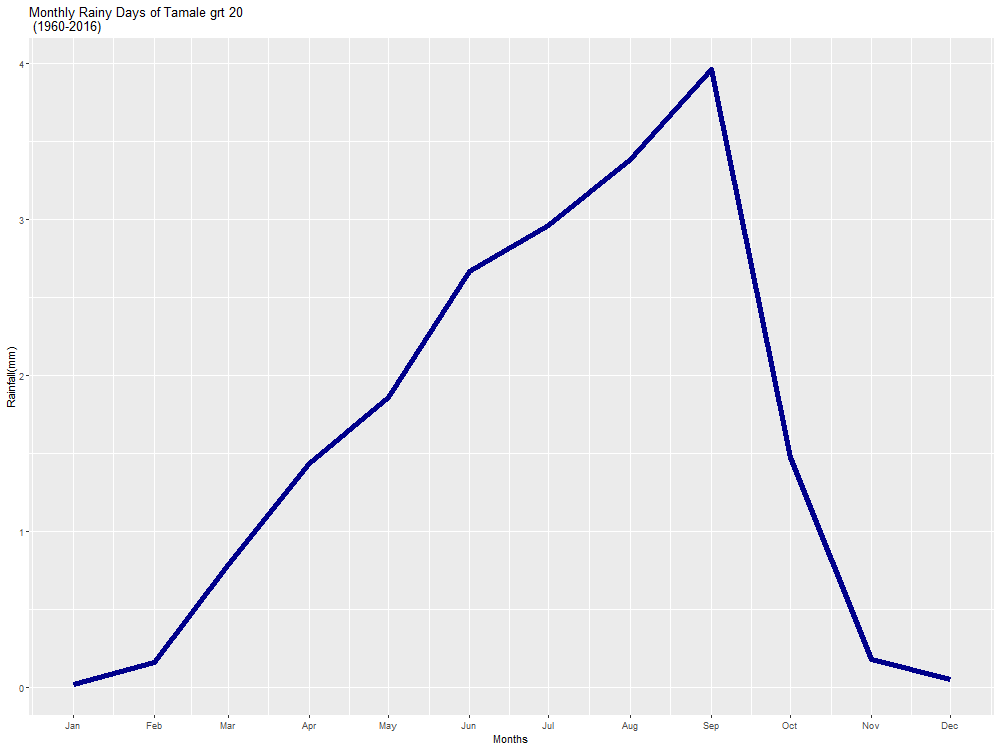 Monthly Rainy Days of Tamale grt 20
(1960-2016)
4
3
2
1
0
Rainfall(mm)
Jan Feb Mar Apr May Jun Jul Aug Sep Oct Nov Dec
Months